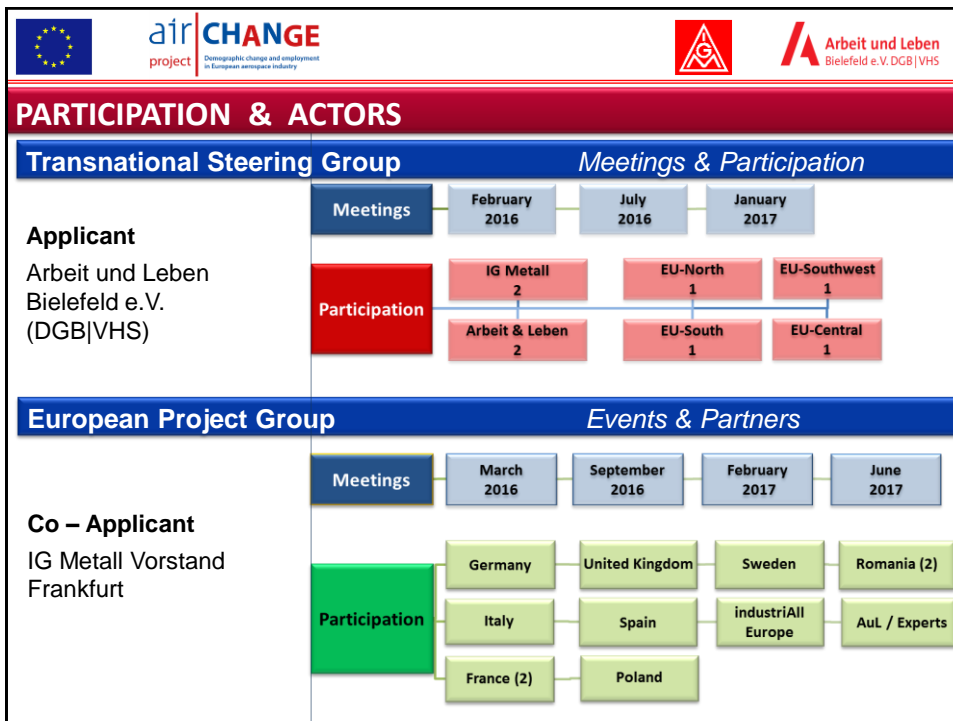 air CHANGE
project
Demographic change and employment
in European aerospace industry
IG M
Arbeit und Leben
Bielefeld e.V. DGB|VHS
PARTICIPATION & ACTORS
Transnational Steering Group
Meetings & Participation
Meetings
February
2016
July
2016
January
2017
Applicant
Arbeit und Leben
Bielefeld e.V.
(DGB|VHS)
Participation
IG Metall
2
EU-North
1
EU-Southwest
1
Arbeit & Leben
2
EU-South
1
EU-Central
1
European Project Group
Events & Partners
Meetings
March
2016
September
2016
February
2017
June
2017
Co – Applicant
IG Metall Vorstand
Frankfurt
Participation
Germany
United Kingdom
Sweden
Romania (2)
Italy
Spain
industriAll
Europe
AuL / Experts
France (2)
Poland